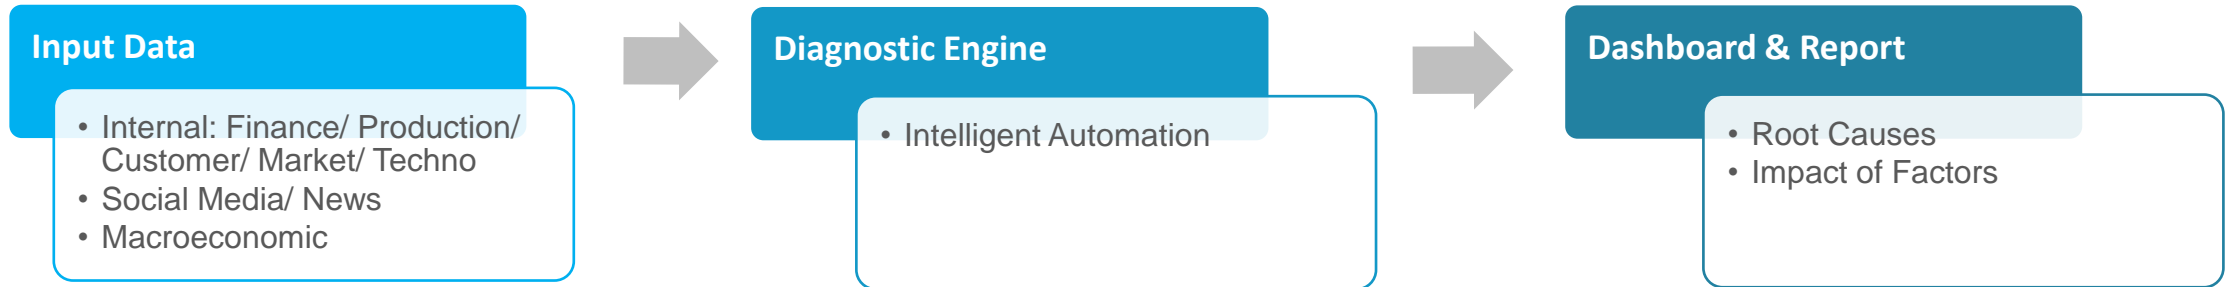 Input Data
• Internal: Finance/ Production/
Customer/ Market/ Techno
• Social Media/ News
• Macroeconomic
Diagnostic Engine
• Intelligent Automation
Dashboard & Report
• Root Causes
• Impact of Factors